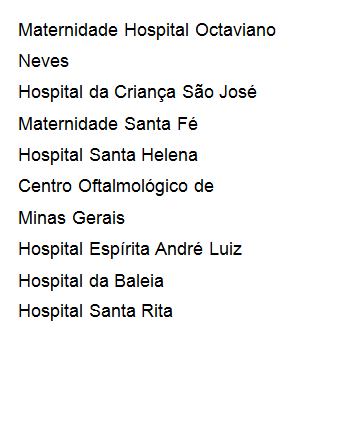 Maternidade Hospital Octaviano
Neves
Hospital da Criança São José
Maternidade Santa Fé
Hospital Santa Helena
Centro Oftalmológico de
Minas Gerais
Hospital Espírita André Luiz
Hospital da Baleia
Hospital Santa Rita